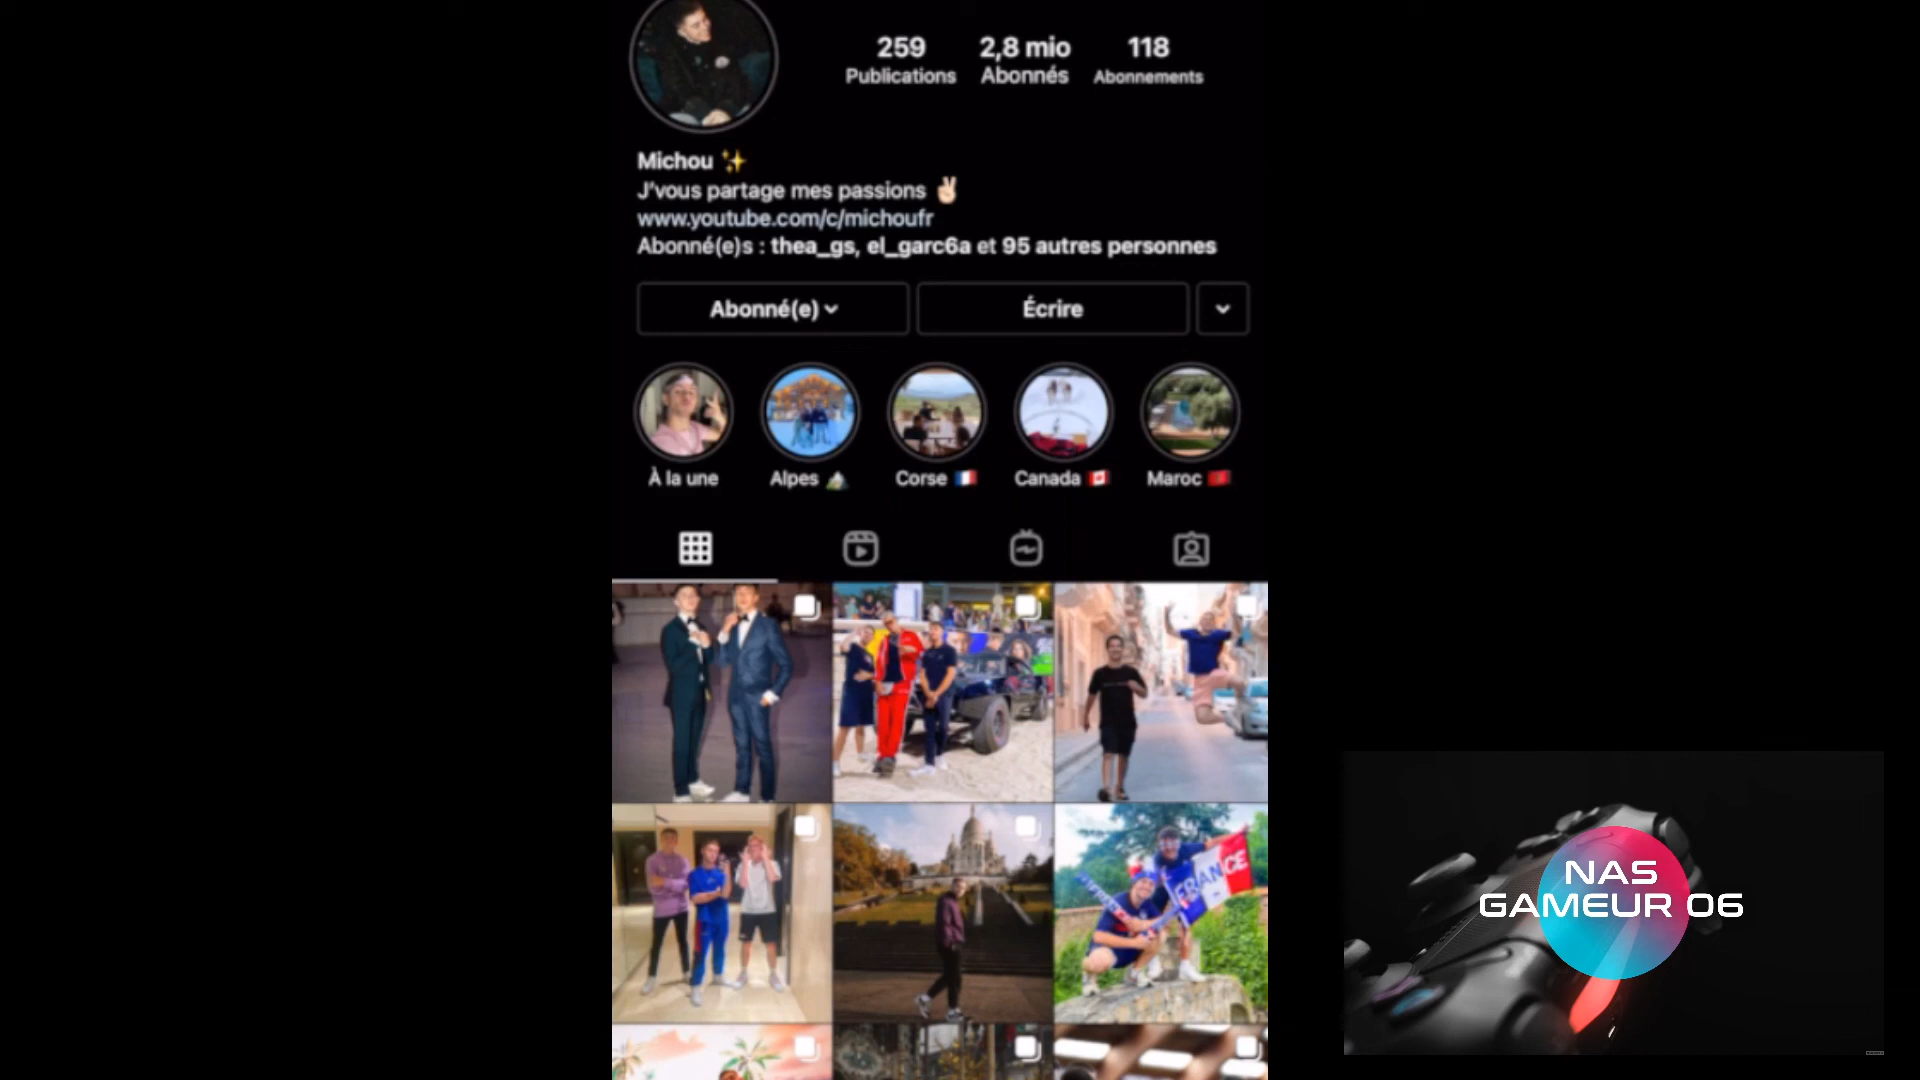 259
2,8 mio
118
Publications
Abonnés
Abonnements
Michou
J'vous partage mes passions
www.youtube.com/c/michoufr
Abonné(e)s : thea_gs, el_garc6a et 95 autres personnes
Abonné(e)
Écrire
À la une
Alpes
Corse
Canada
Maroc
FRANCE
NAS
GAMEUR 06